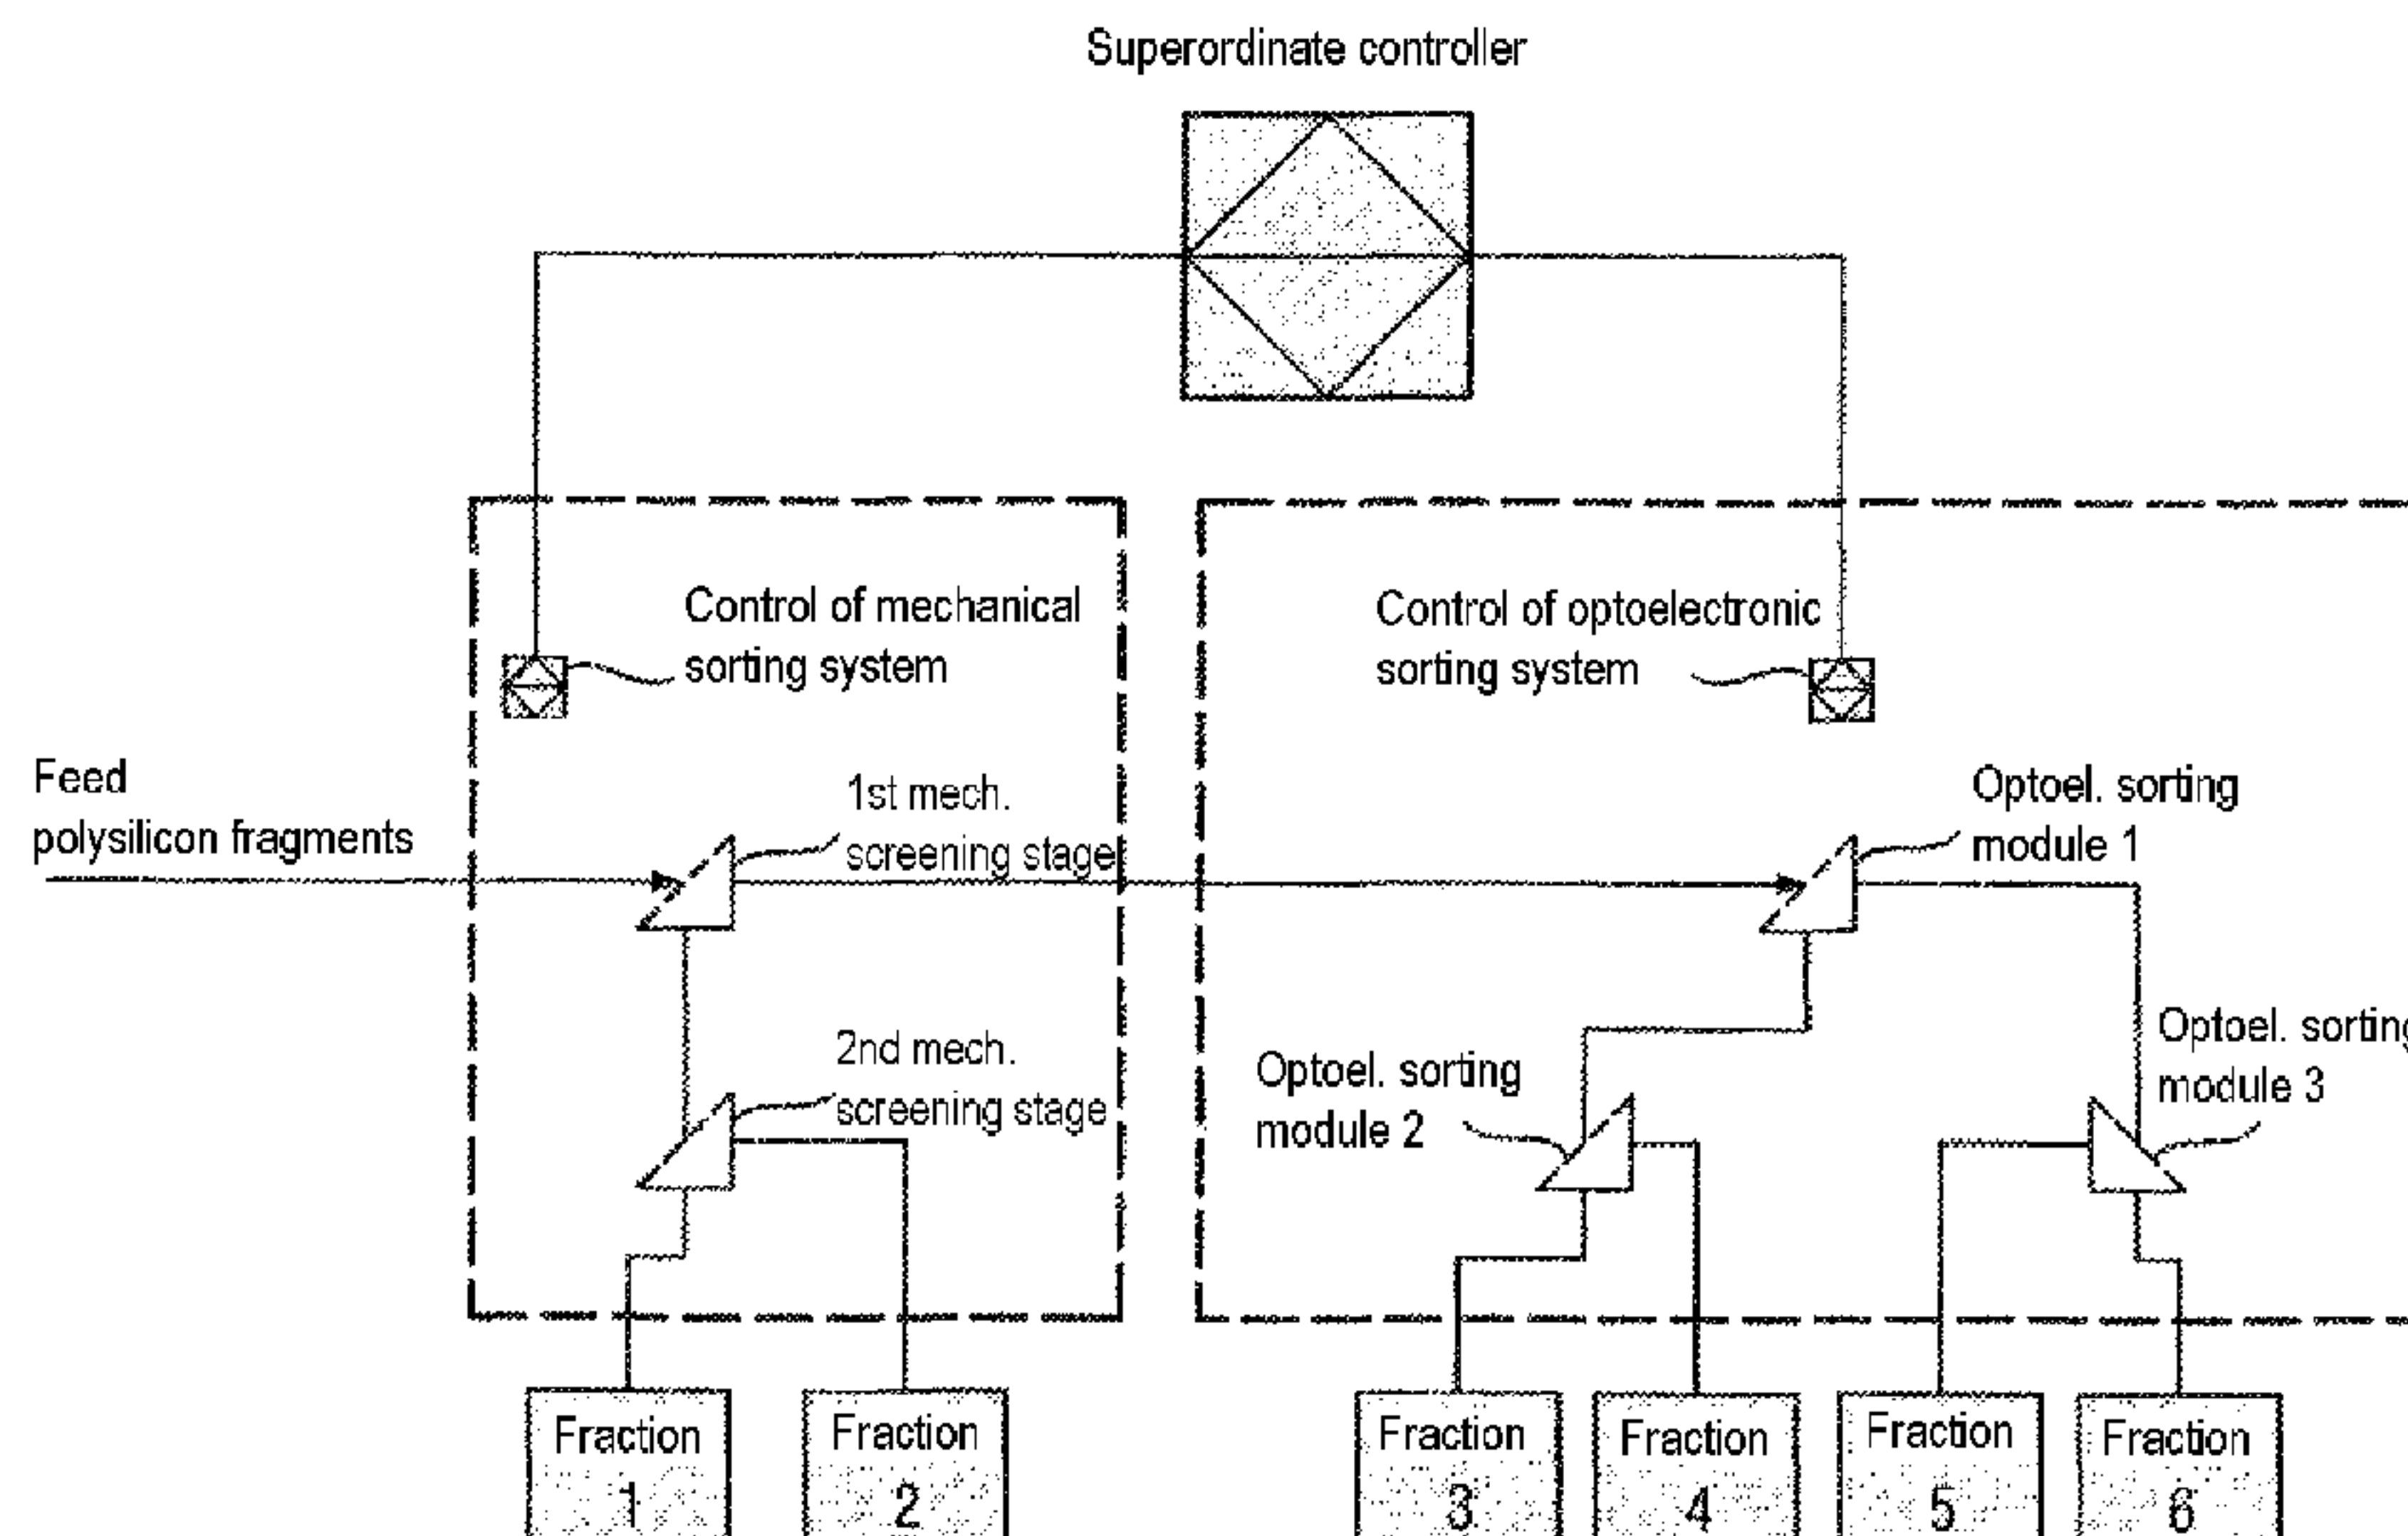 Superordinate controller
Control of mechanical
sorting system
Control of optoelectronic
sorting system
Feed
polysilicon fragments
1st mech.
screening stage
Optoel. sorting
module 1
2nd mech.
screening stage
Optoel. sorting
module 2
Optoel. sorting
module 3
Fraction
1
Fraction
2
Fraction
3
Fraction
4
Fraction
5
Fraction
6